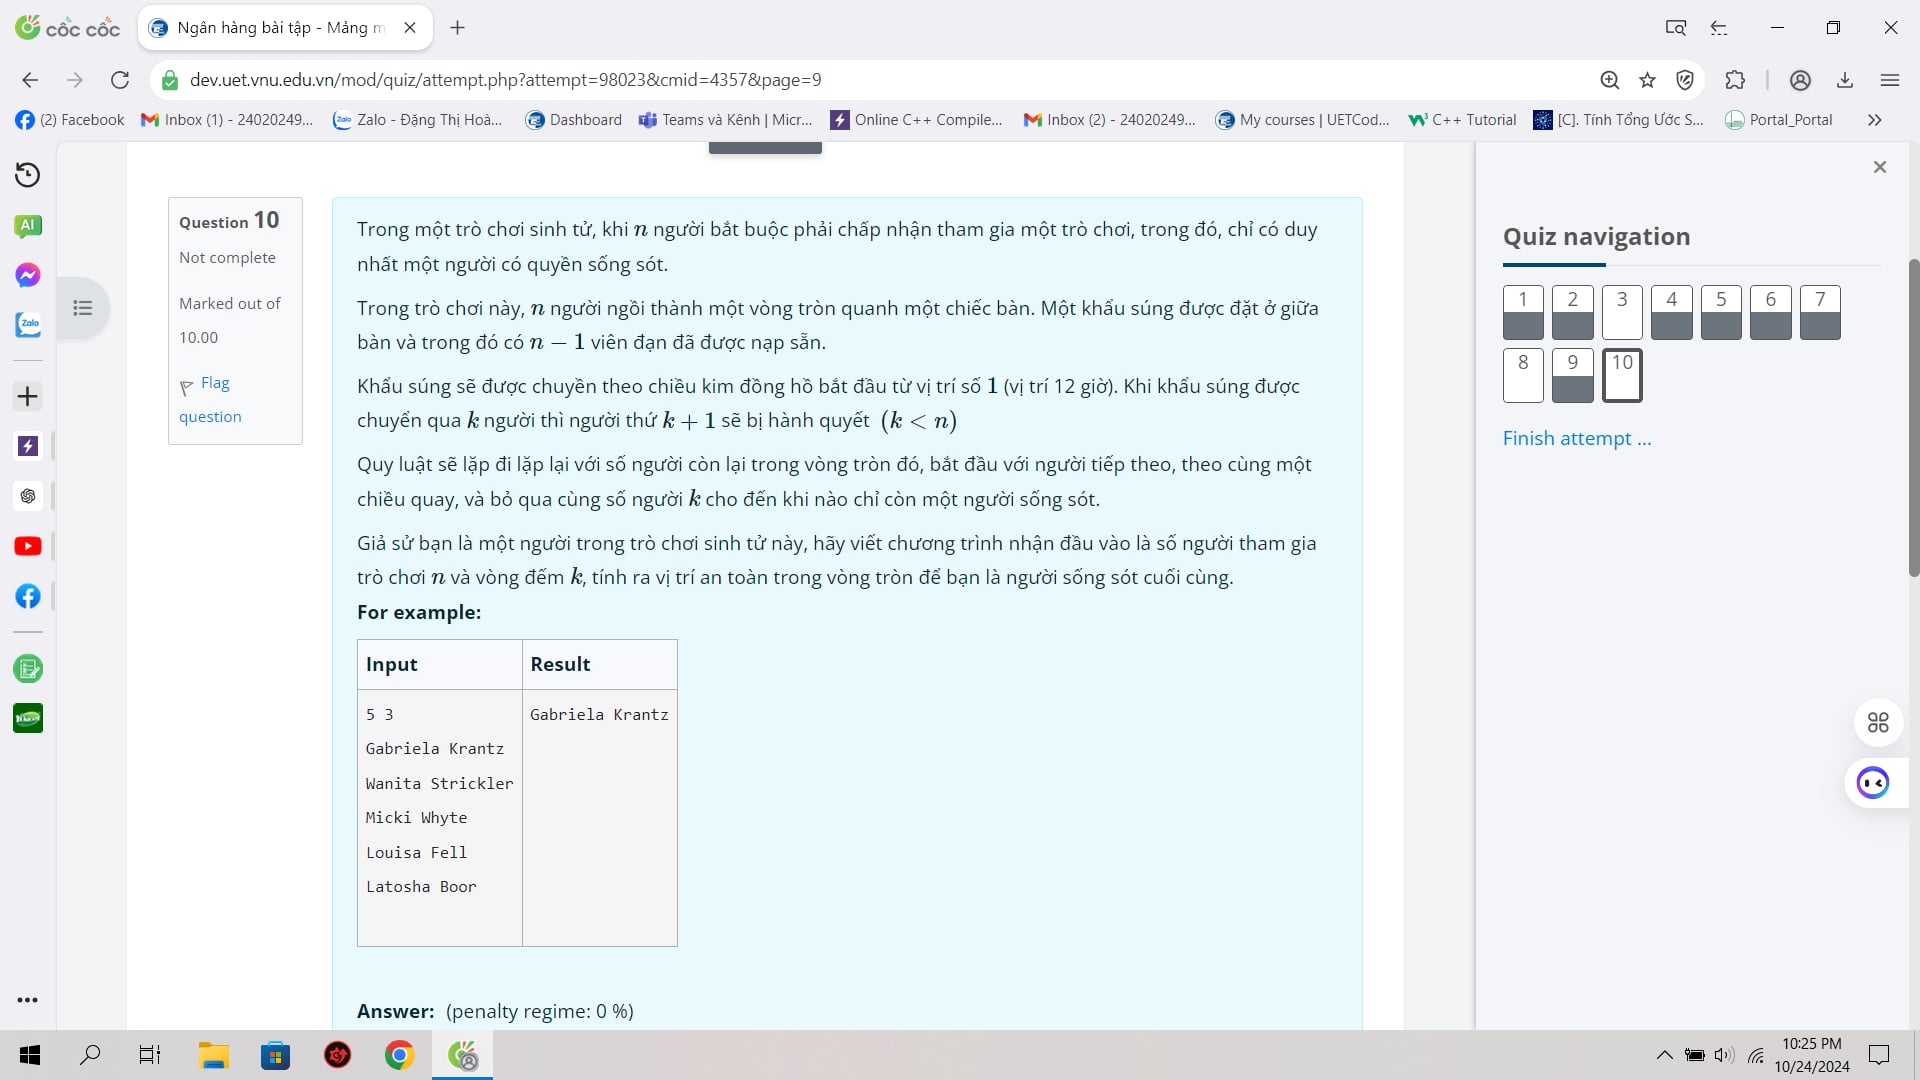 cốc cốc
Ngân hàng bài tập - Mảng m
dev.uet.vnu.edu.vn/mod/quiz/attempt.php?attempt=98023&cmid=4357&page=9
(2) Facebook
Inbox (1) - 24020249...
Zalo - Đặng Thị Hoà...
Dashboard
Teams và Kênh | Micr...
Online C++ Compile...
Inbox (2) - 24020249...
My courses | UETCod...
C++ Tutorial
[C]. Tính Tổng Ước S...
Portal_Portal
AI
Zalo
Question 10
Not complete
Marked out of
10.00
Flag
question
Trong một trò chơi sinh tử, khi n người bắt buộc phải chấp nhận tham gia một trò chơi, trong đó, chỉ có duy
nhất một người có quyền sống sót.
Trong trò chơi này, n người ngồi thành một vòng tròn quanh một chiếc bàn. Một khẩu súng được đặt ở giữa
bàn và trong đó có n − 1 viên đạn đã được nạp sẵn.
Khẩu súng sẽ được chuyền theo chiều kim đồng hồ bắt đầu từ vị trí số 1 (vị trí 12 giờ). Khi khẩu súng được
chuyển qua k người thì người thứ k + 1 sẽ bị hành quyết (k < n)
Quy luật sẽ lặp đi lặp lại với số người còn lại trong vòng tròn đó, bắt đầu với người tiếp theo, theo cùng một
chiều quay, và bỏ qua cùng số người k cho đến khi nào chỉ còn một người sống sót.
Giả sử bạn là một người trong trò chơi sinh tử này, hãy viết chương trình nhận đầu vào là số người tham gia
trò chơi n và vòng đếm k, tính ra vị trí an toàn trong vòng tròn để bạn là người sống sót cuối cùng.
For example:
Input Result
5 3 Gabriela Krantz
Gabriela Krantz
Wanita Strickler
Micki Whyte
Louisa Fell
Latosha Boor
Answer: (penalty regime: 0 %)
Quiz navigation
1 2 3 4 5 6 7
8 9 10
Finish attempt ...
10:25 PM
10/24/2024